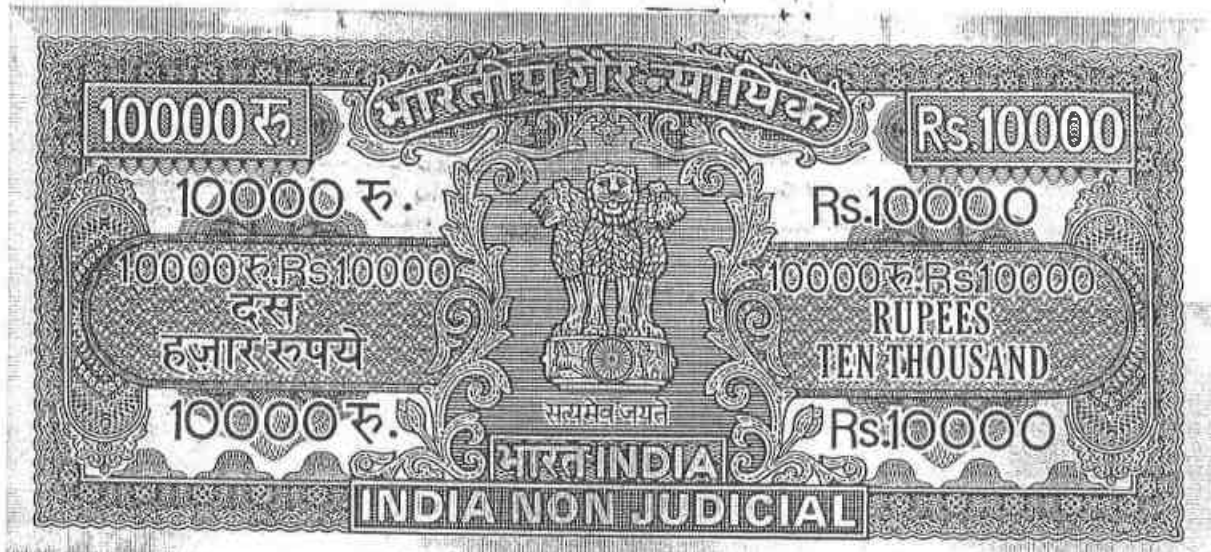 भारतीय गैर न्यायिक
10000 रु. Rs.10000
10000 रु. Rs.10000
10000 रु. Rs 10000 10000 रु. Rs.10000
दस RUPEES
हज़ार रुपये TEN THOUSAND
10000 रु. Rs.10000
सत्यमेव जयते
भारत INDIA
INDIA NON JUDICIAL